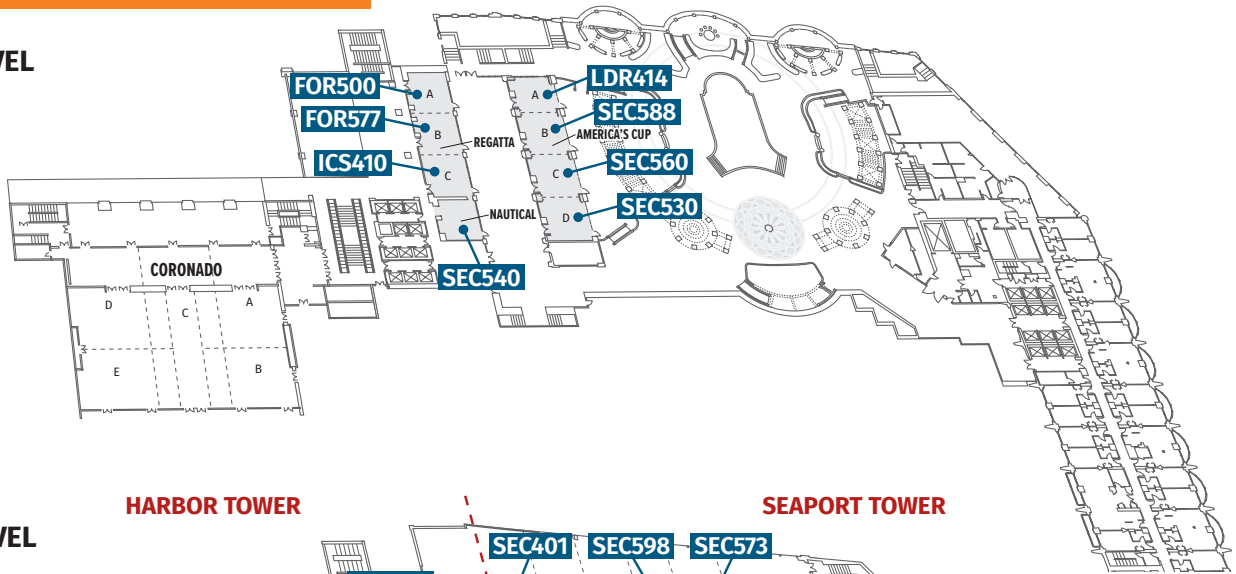 VEL
LDR414
FOR500
A
A
SEC588
FOR577
B
B
AMERICA'S CUP
REGATTA
ICS410
SEC560
C
C
SEC530
NAUTICAL
D
CORONADO
SEC540
D
A
C
E
B
HARBOR TOWER
SEAPORT TOWER
VEL
SEC401
SEC598
SEC573